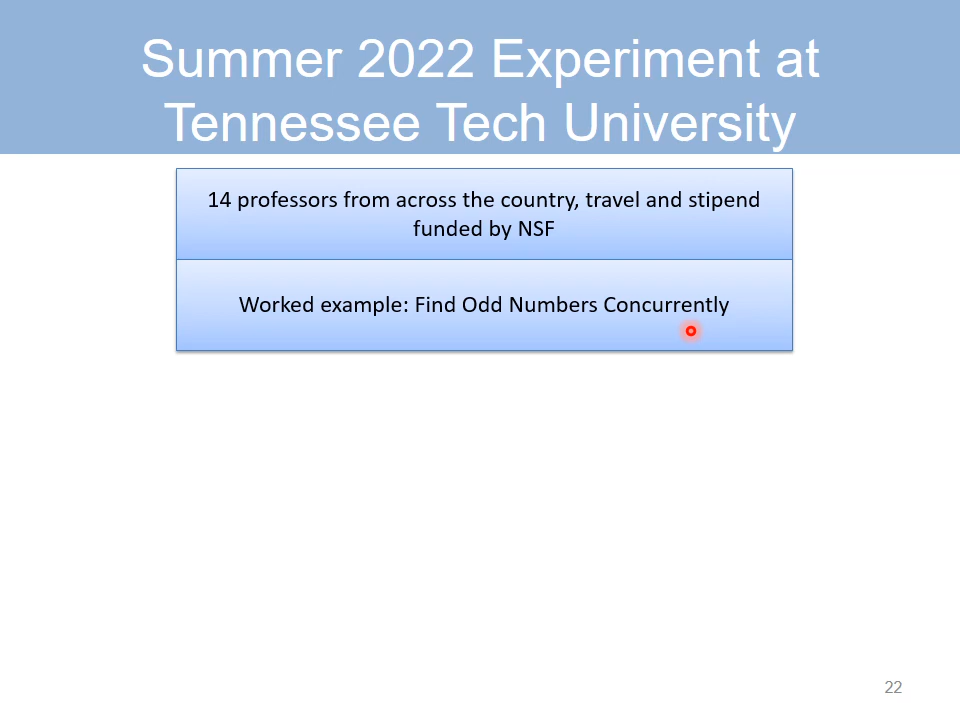 Summer 2022 Experiment at
Tennessee Tech University
14 professors from across the country, travel and stipend
funded by NSF
Worked example: Find Odd Numbers Concurrently
22